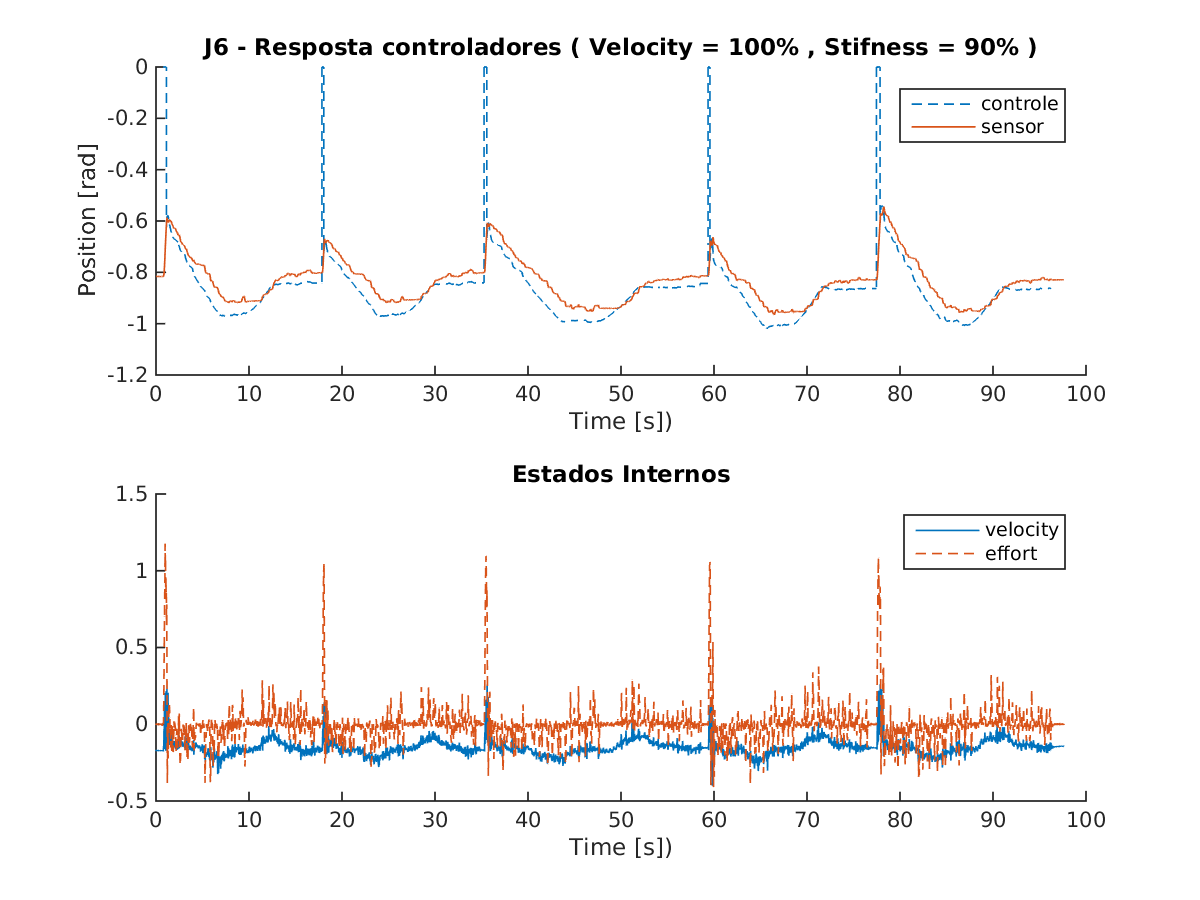 J6 - Resposta controladores ( Velocity = 100% , Stifness = 90% )
0
-0.2
-0.4
-0.6
-0.8
-1
-1.2
Position [rad]
controle
sensor
0 10 20 30 40 50 60 70 80 90 100
Time [s])
Estados Internos
1.5
1
0.5
0
-0.5
velocity
effort
0 10 20 30 40 50 60 70 80 90 100
Time [s])